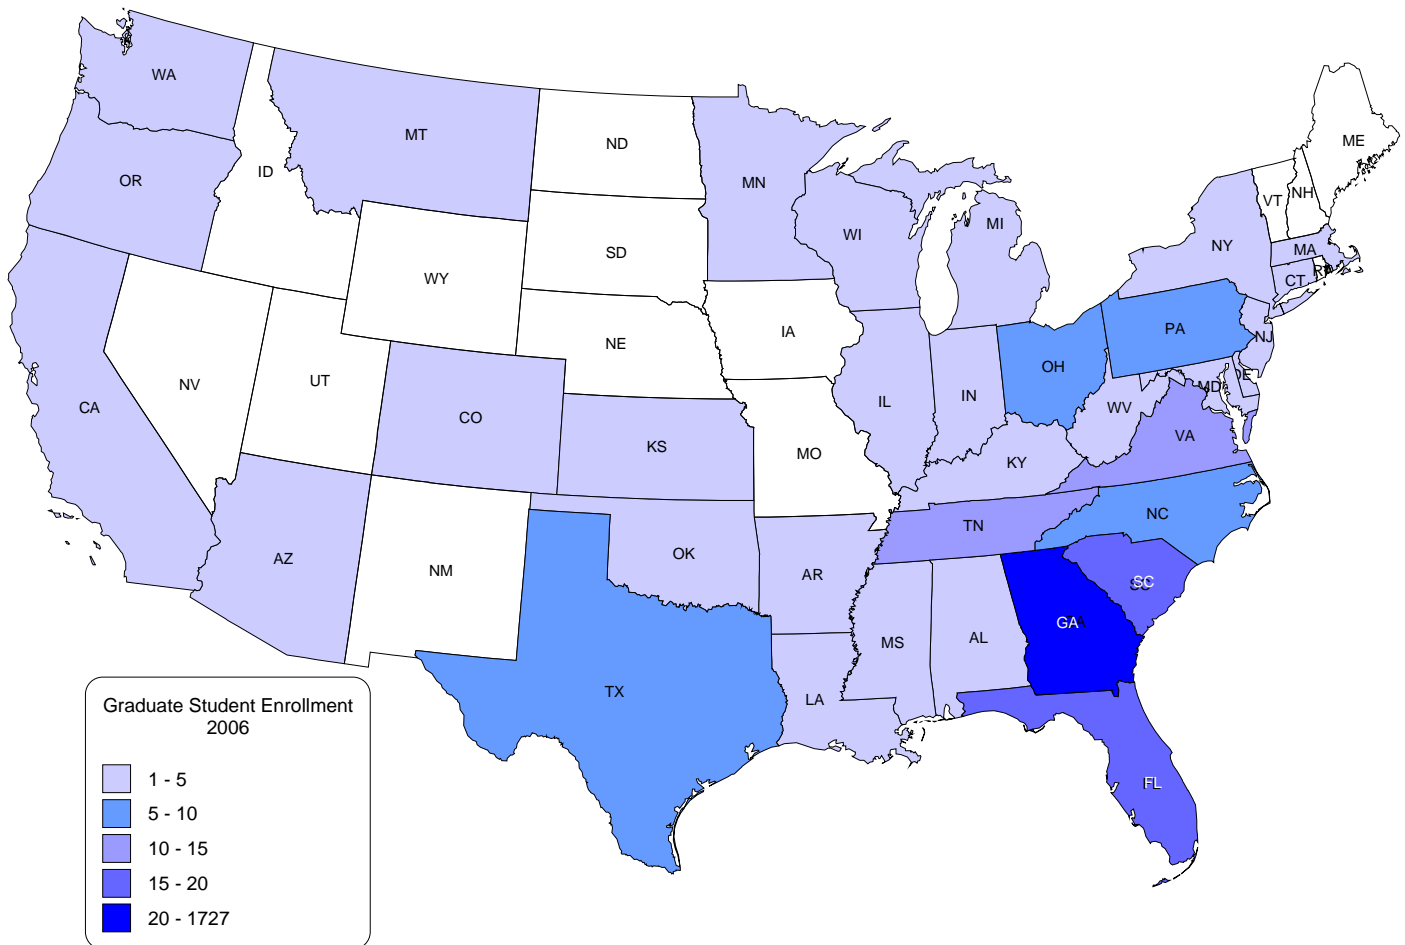 WA
MT
ND
ME
OR
ID
MN
VT
NH
SD
WI
MI
NY
MA
WY
CT
RI
IA
PA
NE
NJ
NV
UT
OH
MD
DE
CA
CO
IL
IN
WV
KS
VA
MO
KY
NC
TN
AZ
NM
OK
AR
SC
GA
MS
AL
TX
LA
FL
Graduate Student Enrollment
2006
1 - 5
5 - 10
10 - 15
15 - 20
20 - 1727